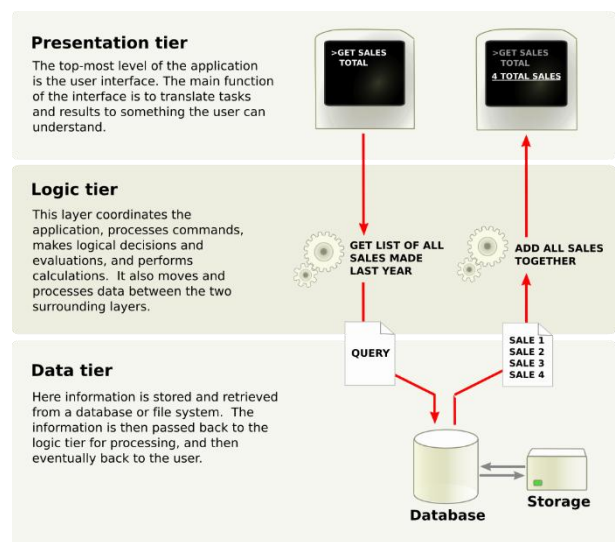 Presentation tier
The top-most level of the application
is the user interface. The main function
of the interface is to translate tasks
and results to something the user can
understand.
>GET SALES
TOTAL
>GET SALES
TOTAL
4 TOTAL SALES
Logic tier
This layer coordinates the
application, processes commands,
makes logical decisions and
evaluations, and performs
calculations. It also moves and
processes data between the two
surrounding layers.
GET LIST OF ALL
SALES MADE
LAST YEAR
ADD ALL SALES
TOGETHER
Data tier
Here information is stored and retrieved
from a database or file system. The
information is then passed back to the
logic tier for processing, and then
eventually back to the user.
QUERY
SALE 1
SALE 2
SALE 3
SALE 4
Database
Storage